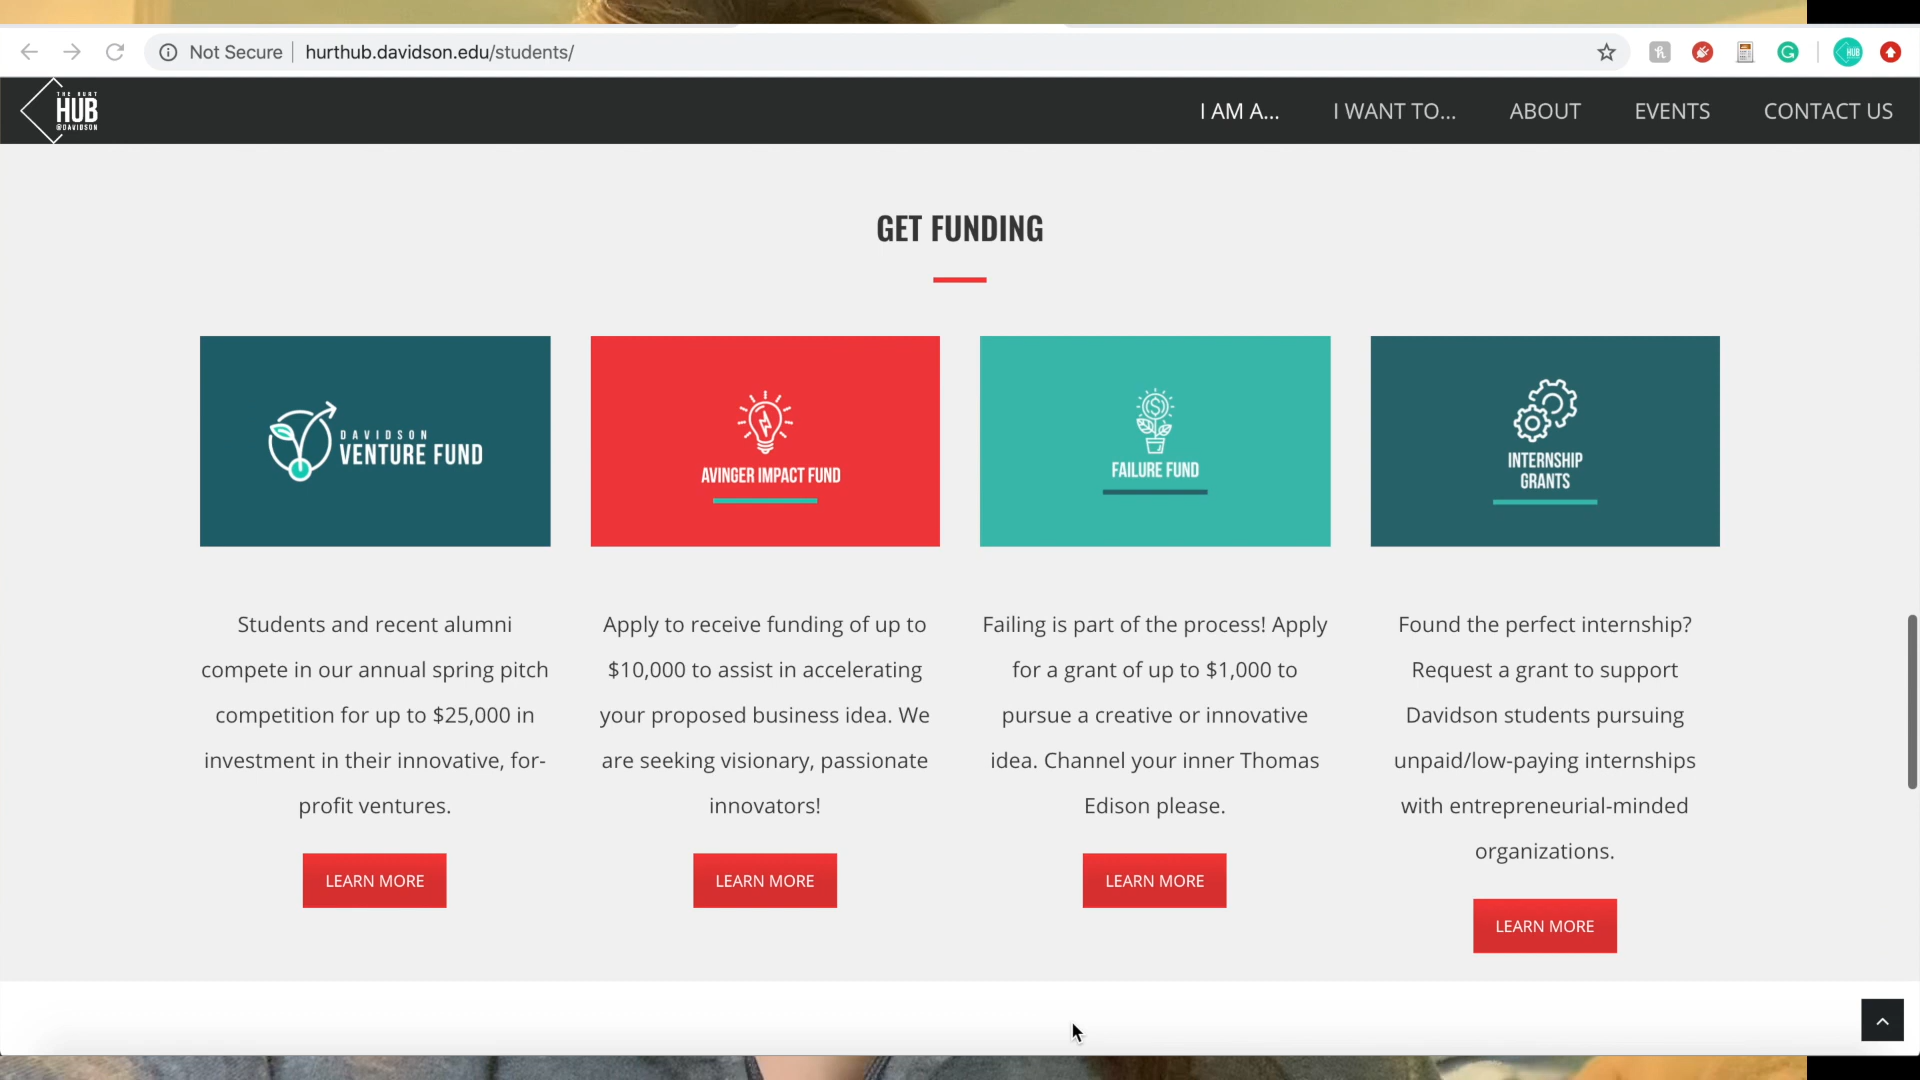 Not Secure hurthub.davidson.edu/students/
THE HURT
HUB
@DAVIDSON
I AM A... I WANT TO... ABOUT EVENTS CONTACT US
GET FUNDING
DAVIDSON
VENTURE FUND
AVINGER IMPACT FUND
FAILURE FUND
INTERNSHIP
GRANTS
Students and recent alumni
compete in our annual spring pitch
competition for up to $25,000 in
investment in their innovative, for-
profit ventures.
LEARN MORE
Apply to receive funding of up to
$10,000 to assist in accelerating
your proposed business idea. We
are seeking visionary, passionate
innovators!
LEARN MORE
Failing is part of the process! Apply
for a grant of up to $1,000 to
pursue a creative or innovative
idea. Channel your inner Thomas
Edison please.
LEARN MORE
Found the perfect internship?
Request a grant to support
Davidson students pursuing
unpaid/low-paying internships
with entrepreneurial-minded
organizations.
LEARN MORE